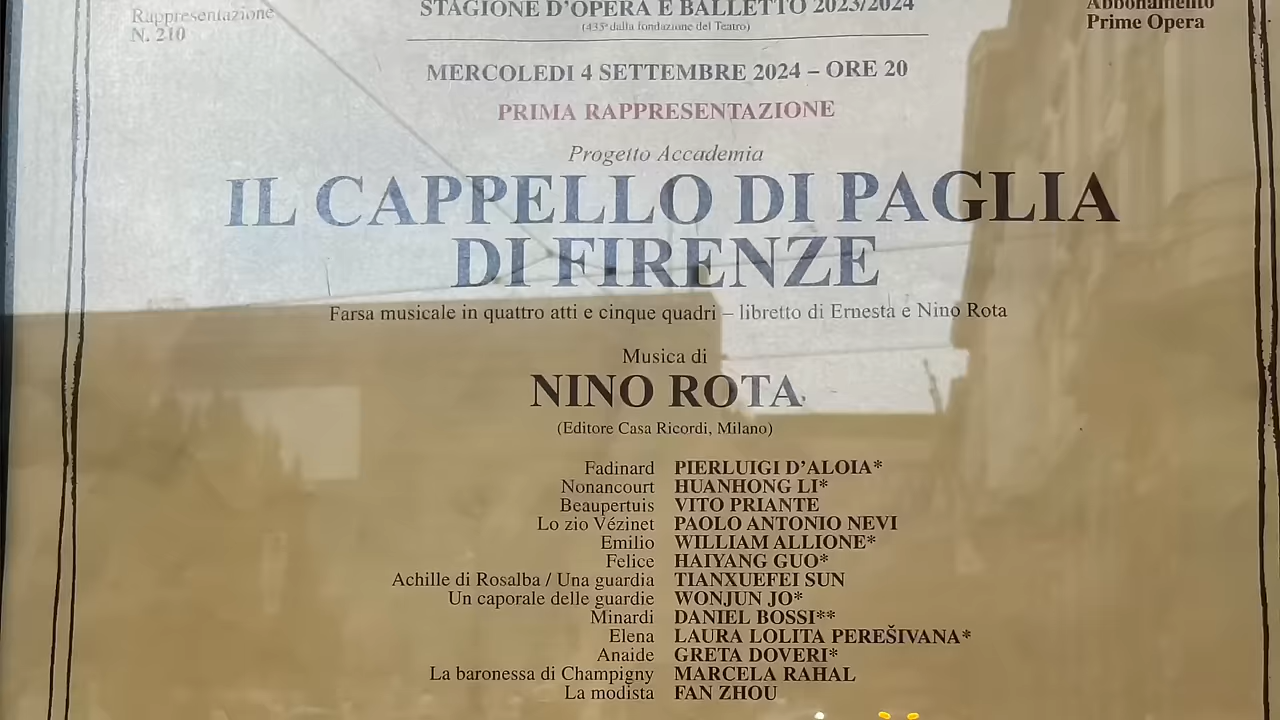 Rappresentazione
N. 210
STAGIONE D'OPERA E BALLETTO 2023/2024
(435ª dalla fondazione del Teatro)
Abbonamento
Prime Opera
MERCOLEDI 4 SETTEMBRE 2024 – ORE 20
PRIMA RAPPRESENTAZIONE
Progetto Accademia
IL CAPPELLO DI PAGLIA
DI FIRENZE
Farsa musicale in quattro atti e cinque quadri – libretto di Ernesta e Nino Rota
Musica di
NINO ROTA
(Editore Casa Ricordi, Milano)
Fadinard PIERLUIGI D'ALOIA*
Nonancourt HUANHONG LI*
Beaupertuis VITO PRIANTE
Lo zio Vézinet PAOLO ANTONIO NEVI
Emilio WILLIAM ALLIONE*
Felice HAIYANG GUO*
Achille di Rosalba / Una guardia TIANXUEFEI SUN
Un caporale delle guardie WONJUN JO*
Minardi DANIEL BOSSI**
Elena LAURA LOLITA PEREŠIVANA*
Anaide GRETA DOVERI*
La baronessa di Champigny MARCELA RAHAL
La modista FAN ZHOU